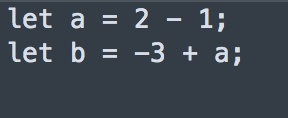 let a = 2 - 1;
let b = -3 + a;